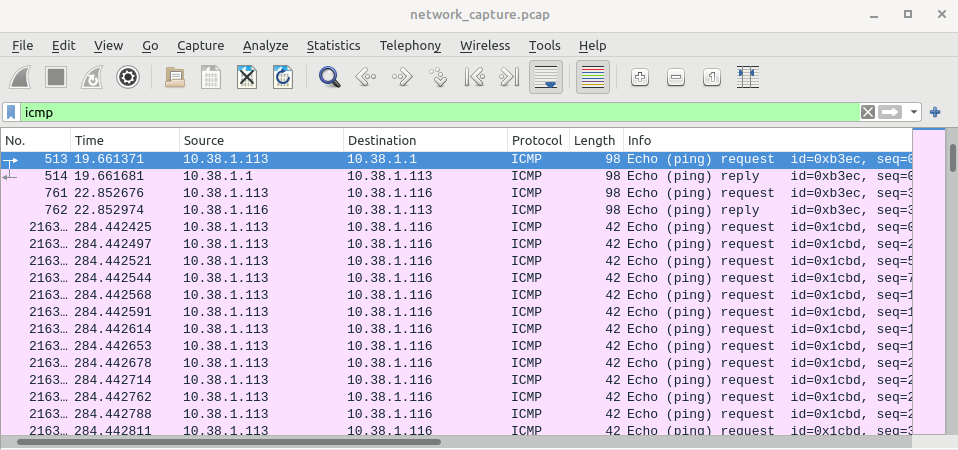 network_capture.pcap
File Edit View Go Capture Analyze Statistics Telephony Wireless Tools Help
icmp
No. Time Source Destination Protocol Length Info
513 19.661371 10.38.1.113 10.38.1.1 ICMP 98 Echo (ping) request id=0xb3ec, seq=
514 19.661681 10.38.1.1 10.38.1.113 ICMP 98 Echo (ping) reply id=0xb3ec, seq=
761 22.852676 10.38.1.113 10.38.1.116 ICMP 98 Echo (ping) request id=0xb3ec, seq=3
762 22.852974 10.38.1.116 10.38.1.113 ICMP 98 Echo (ping) reply id=0xb3ec, seq=3
2163… 284.442425 10.38.1.113 10.38.1.116 ICMP 42 Echo (ping) request id=0x1cbd, seq=
2163… 284.442497 10.38.1.113 10.38.1.116 ICMP 42 Echo (ping) request id=0x1cbd, seq=2
2163… 284.442521 10.38.1.113 10.38.1.116 ICMP 42 Echo (ping) request id=0x1cbd, seq=5
2163… 284.442544 10.38.1.113 10.38.1.116 ICMP 42 Echo (ping) request id=0x1cbd, seq=7
2163… 284.442568 10.38.1.113 10.38.1.116 ICMP 42 Echo (ping) request id=0x1cbd, seq=1
2163… 284.442591 10.38.1.113 10.38.1.116 ICMP 42 Echo (ping) request id=0x1cbd, seq=1
2163… 284.442614 10.38.1.113 10.38.1.116 ICMP 42 Echo (ping) request id=0x1cbd, seq=1
2163… 284.442653 10.38.1.113 10.38.1.116 ICMP 42 Echo (ping) request id=0x1cbd, seq=1
2163… 284.442678 10.38.1.113 10.38.1.116 ICMP 42 Echo (ping) request id=0x1cbd, seq=2
2163… 284.442714 10.38.1.113 10.38.1.116 ICMP 42 Echo (ping) request id=0x1cbd, seq=2
2163… 284.442762 10.38.1.113 10.38.1.116 ICMP 42 Echo (ping) request id=0x1cbd, seq=2
2163… 284.442788 10.38.1.113 10.38.1.116 ICMP 42 Echo (ping) request id=0x1cbd, seq=2
2163… 284.442811 10.38.1.113 10.38.1.116 ICMP 42 Echo (ping) request id=0x1cbd, seq=3